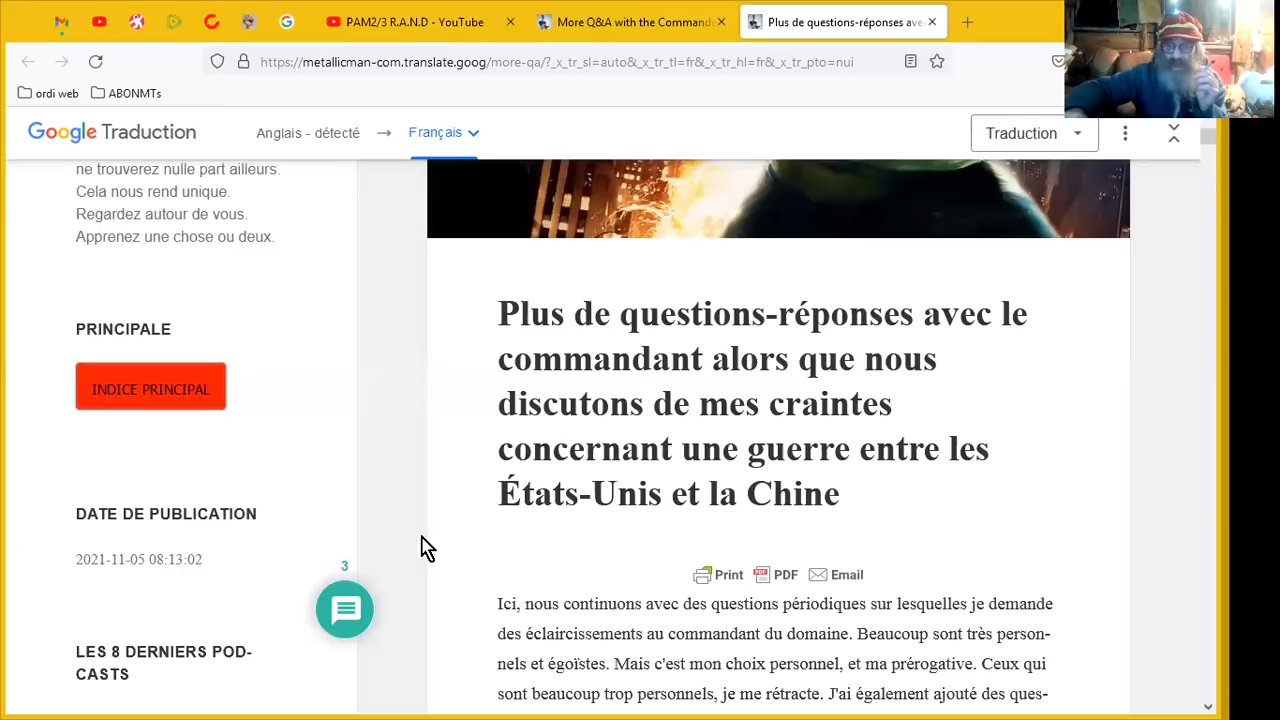 PAM2/3 R.A.N.D - YouTube
More Q&A with the Command
Plus de questions-réponses ave
https://metallicman-com.translate.goog/more-qa/?_x_tr_sl=auto&_x_tr_tl=fr&_x_tr_hl=fr&_x_tr_pto=nui
ordi web
ABONMTs
Google Traduction
Anglais - détecté
Français
Traduction
ne trouverez nulle part ailleurs.
Cela nous rend unique.
Regardez autour de vous.
Apprenez une chose ou deux.
PRINCIPALE
INDICE PRINCIPAL
DATE DE PUBLICATION
2021-11-05 08:13:02
3
LES 8 DERNIERS POD-
CASTS
Plus de questions-réponses avec le
commandant alors que nous
discutons de mes craintes
concernant une guerre entre les
États-Unis et la Chine
Print
PDF
Email
Ici, nous continuons avec des questions périodiques sur lesquelles je demande
des éclaircissements au commandant du domaine. Beaucoup sont très person-
nels et égoïstes. Mais c'est mon choix personnel, et ma prérogative. Ceux qui
sont beaucoup trop personnels, je me rétracte. J'ai également ajouté des ques-